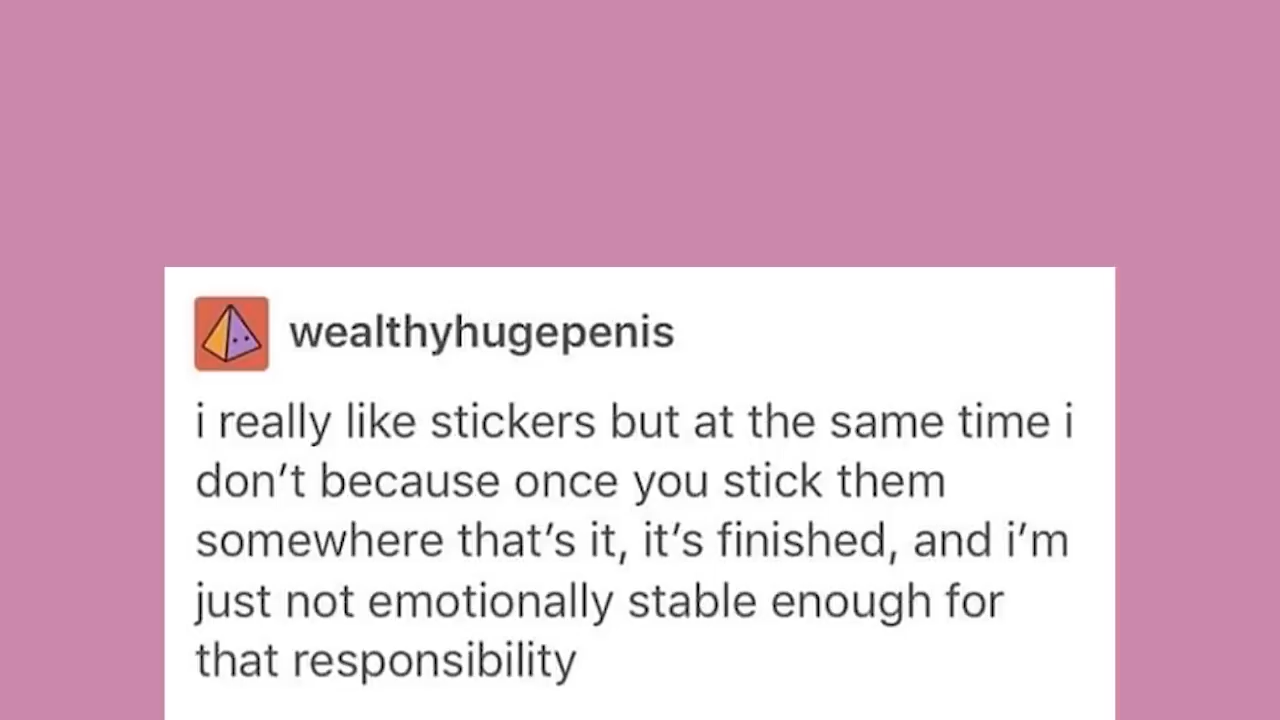 wealthyhugepenis
i really like stickers but at the same time i
don’t because once you stick them
somewhere that’s it, it’s finished, and i’m
just not emotionally stable enough for
that responsibility